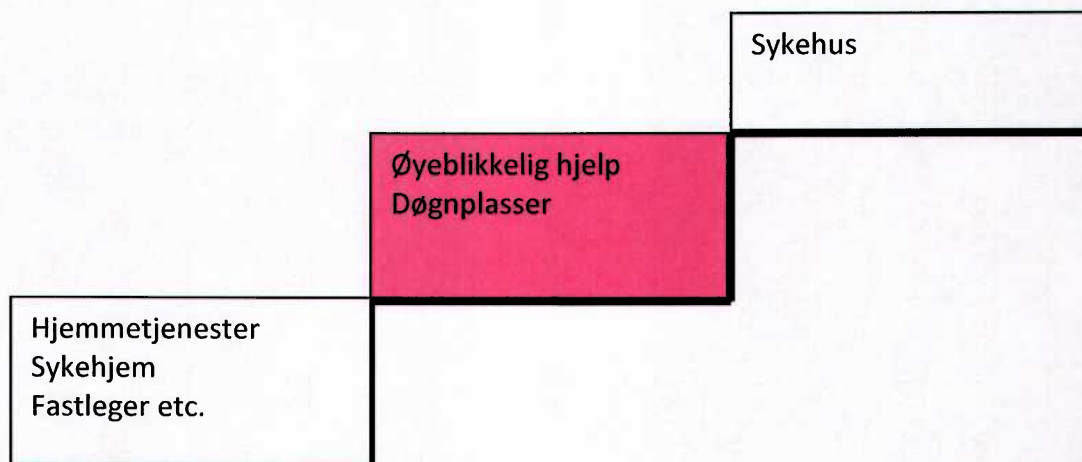 Sykehus
Øyeblikkelig hjelp
Døgnplasser
Hjemmetjenester
Sykehjem
Fastleger etc.